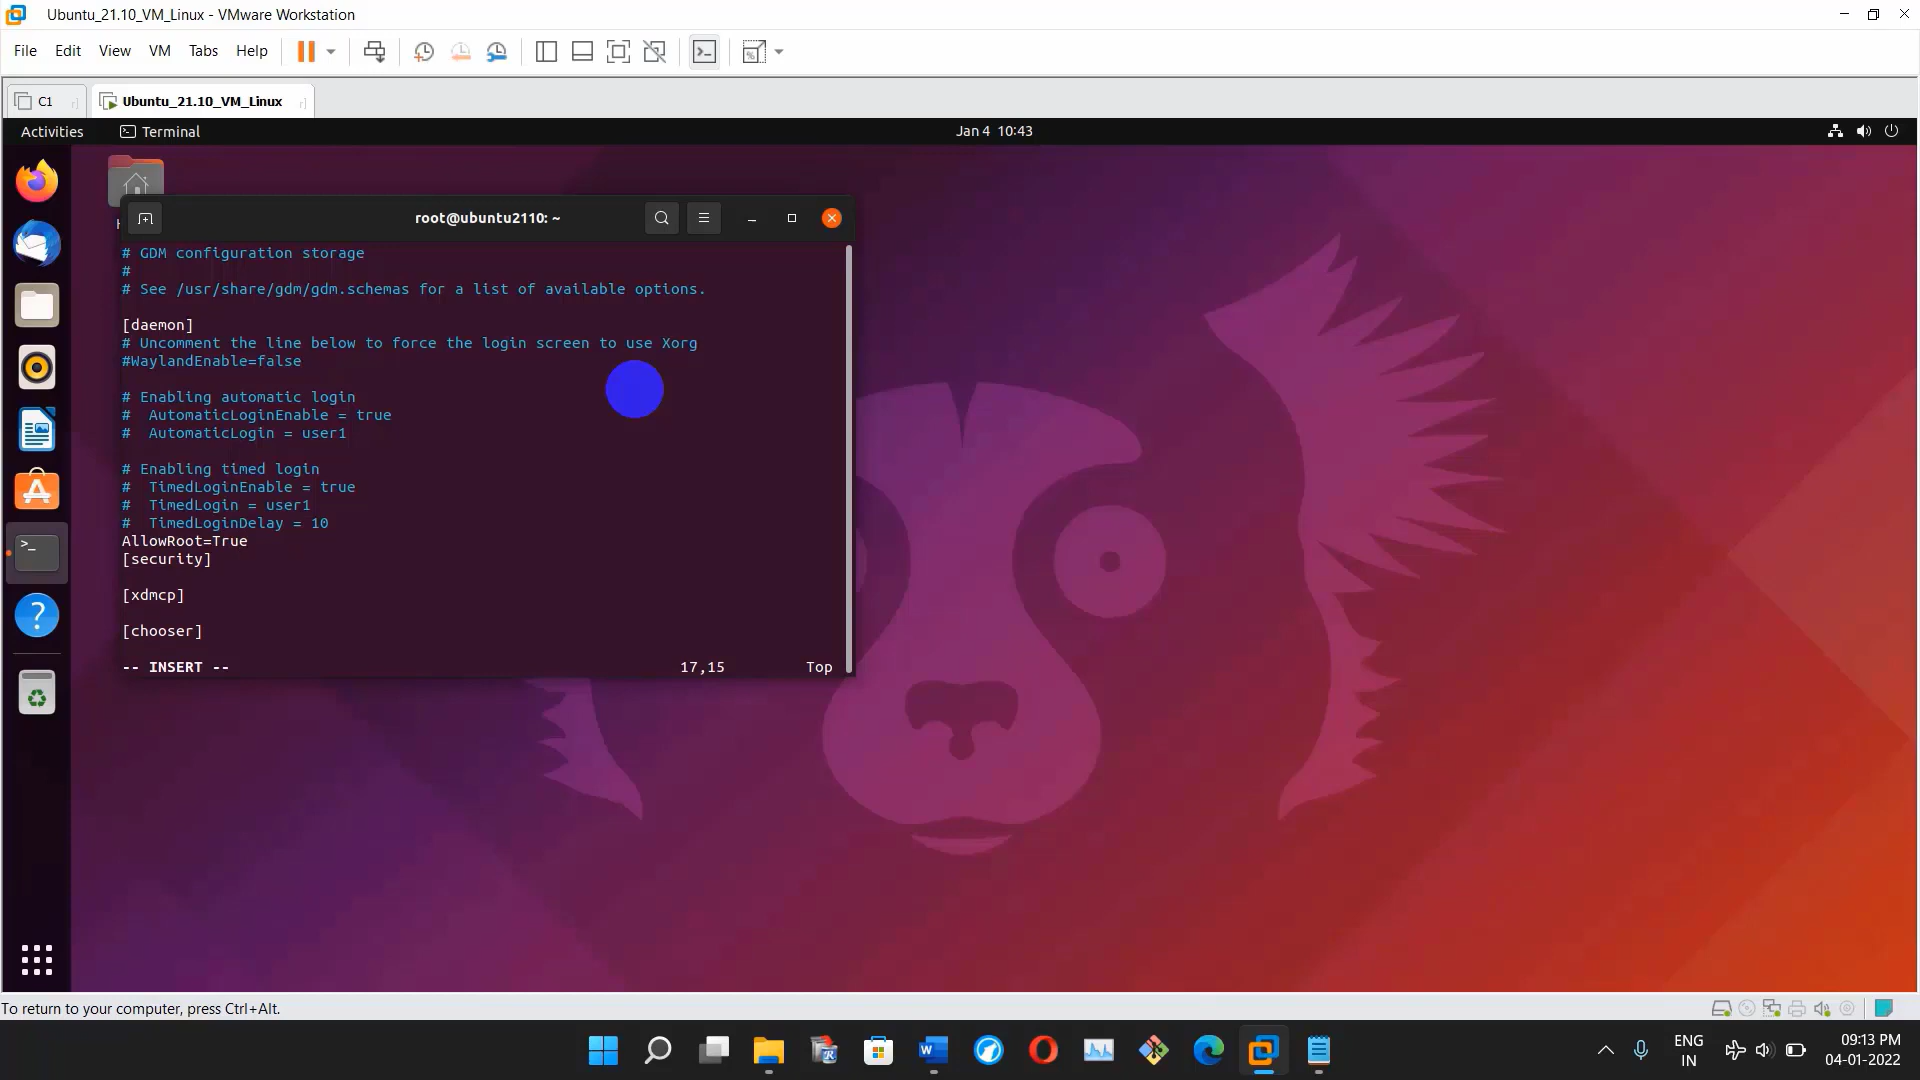 Ubuntu_21.10_VM_Linux - VMware Workstation
File Edit View VM Tabs Help
C1
Ubuntu_21.10_VM_Linux
Activities
Terminal
Jan 4 10:43
root@ubuntu2110: ~
# GDM configuration storage
#
# See /usr/share/gdm/gdm.schemas for a list of available options.
[daemon]
# Uncomment the line below to force the login screen to use Xorg
#WaylandEnable=false
# Enabling automatic login
#  AutomaticLoginEnable = true
#  AutomaticLogin = user1
# Enabling timed login
#  TimedLoginEnable = true
#  TimedLogin = user1
#  TimedLoginDelay = 10
AllowRoot=True
[security]
[xdmcp]
[chooser]
-- INSERT --
17,15
Top
To return to your computer, press Ctrl+Alt.
ENG
IN
09:13 PM
04-01-2022